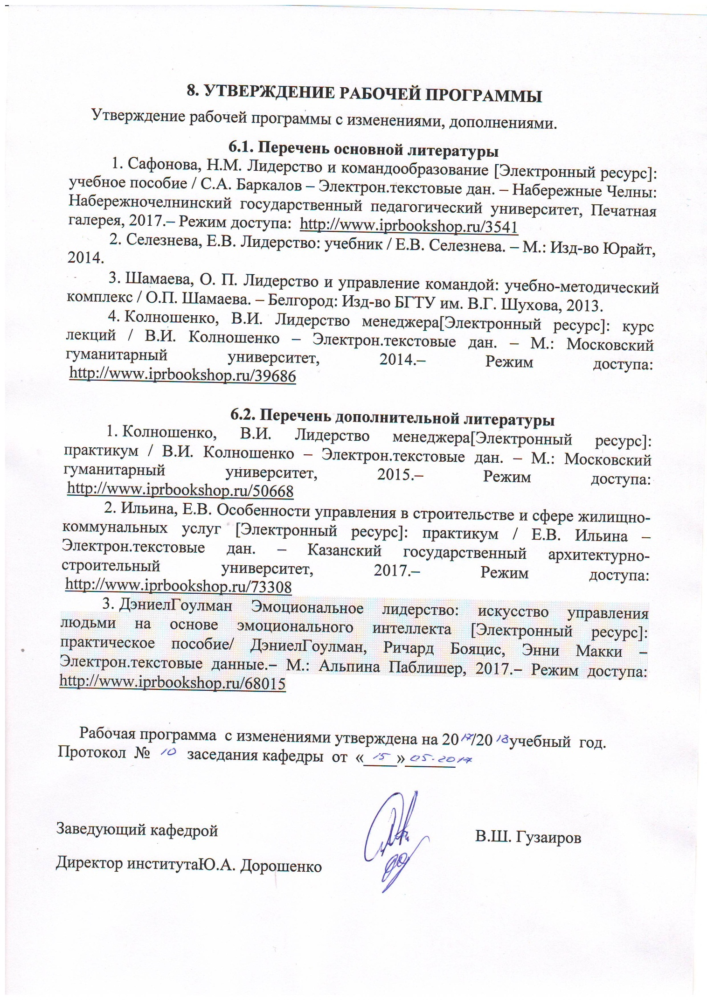 8. УТВЕРЖДЕНИЕ РАБОЧЕЙ ПРОГРАММЫ
Утверждение рабочей программы с изменениями, дополнениями.
6.1. Перечень основной литературы
1. Сафонова, Н.М. Лидерство и командообразование [Электронный ресурс]:
учебное пособие / С.А. Баркалов – Электрон.текстовые дан. – Набережные Челны:
Набережночелнинский государственный педагогический университет, Печатная
галерея, 2017.– Режим доступа: http://www.iprbookshop.ru/3541
2. Селезнева, Е.В. Лидерство: учебник / Е.В. Селезнева. – М.: Изд-во Юрайт,
2014.
3. Шамаева, О. П. Лидерство и управление командой: учебно-методический
комплекс / О.П. Шамаева. – Белгород: Изд-во БГТУ им. В.Г. Шухова, 2013.
4. Колношенко, В.И. Лидерство менеджера[Электронный ресурс]: курс
лекций / В.И. Колношенко – Электрон.текстовые дан. – М.: Московский
гуманитарный университет, 2014.– Режим доступа:
http://www.iprbookshop.ru/39686
6.2. Перечень дополнительной литературы
1. Колношенко, В.И. Лидерство менеджера[Электронный ресурс]:
практикум / В.И. Колношенко – Электрон.текстовые дан. – М.: Московский
гуманитарный университет, 2015.– Режим доступа:
http://www.iprbookshop.ru/50668
2. Ильина, Е.В. Особенности управления в строительстве и сфере жилищно-
коммунальных услуг [Электронный ресурс]: практикум / Е.В. Ильина –
Электрон.текстовые дан. – Казанский государственный архитектурно-
строительный университет, 2017.– Режим доступа:
http://www.iprbookshop.ru/73308
3. ДэниелГоулман Эмоциональное лидерство: искусство управления
людьми на основе эмоционального интеллекта [Электронный ресурс]:
практическое пособие/ ДэниелГоулман, Ричард Бояцис, Энни Макки –
Электрон.текстовые данные.– М.: Альпина Паблишер, 2017.– Режим доступа:
http://www.iprbookshop.ru/68015
Рабочая программа с изменениями утверждена на 2017/2018 учебный год.
Протокол № 10 заседания кафедры от «15» 05.2017
Заведующий кафедрой В.Ш. Гузаиров
Директор институтаЮ.А. Дорошенко